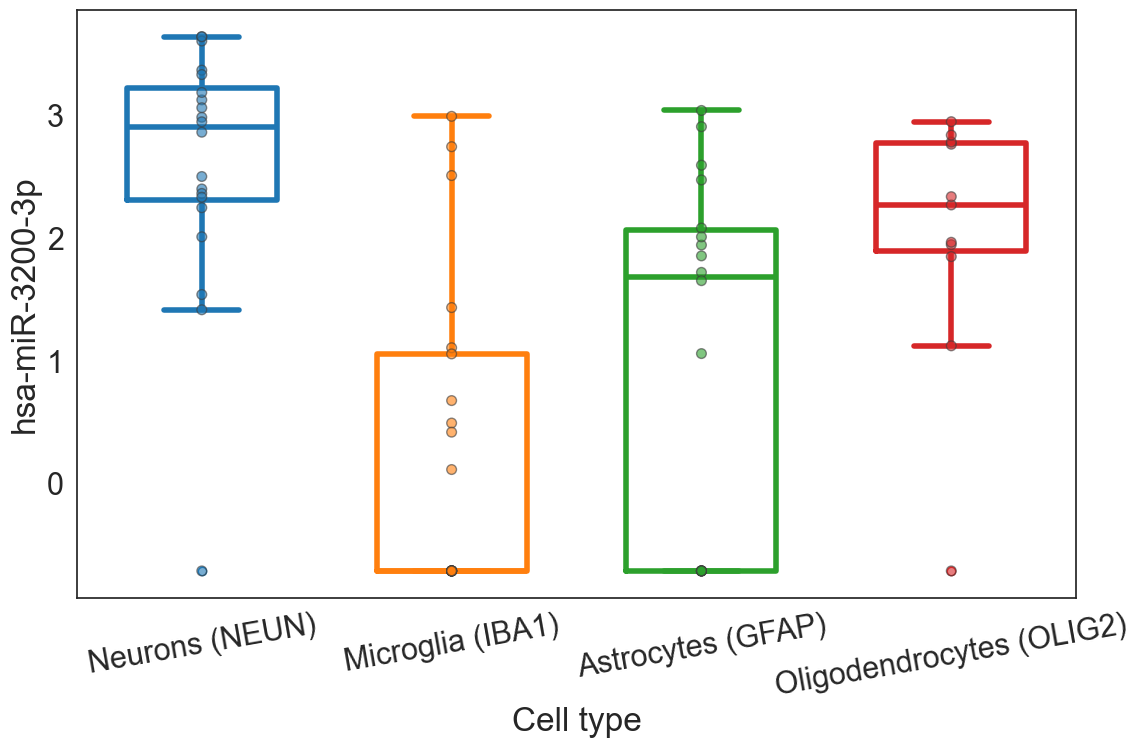 hsa-miR-3200-3p
3
2
1
0
Neurons (NEUN)
Microglia (IBA1)
Astrocytes (GFAP)
Oligodendrocytes (OLIG2)
Cell type